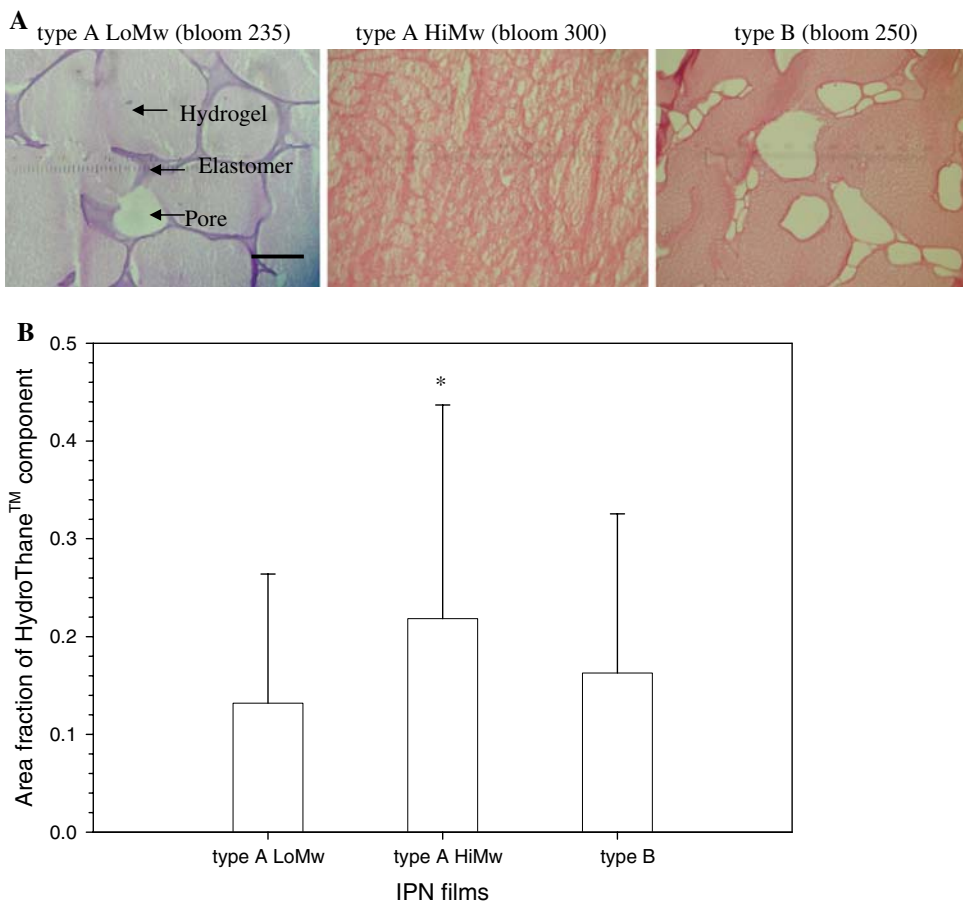 A
type A LoMw (bloom 235) type A HiMw (bloom 300) type B (bloom 250)
Hydrogel
Elastomer
Pore
B
Area fraction of HydroThane™ component
0.5
0.4
0.3
0.2
0.1
0.0
*
type A LoMw type A HiMw type B
IPN films